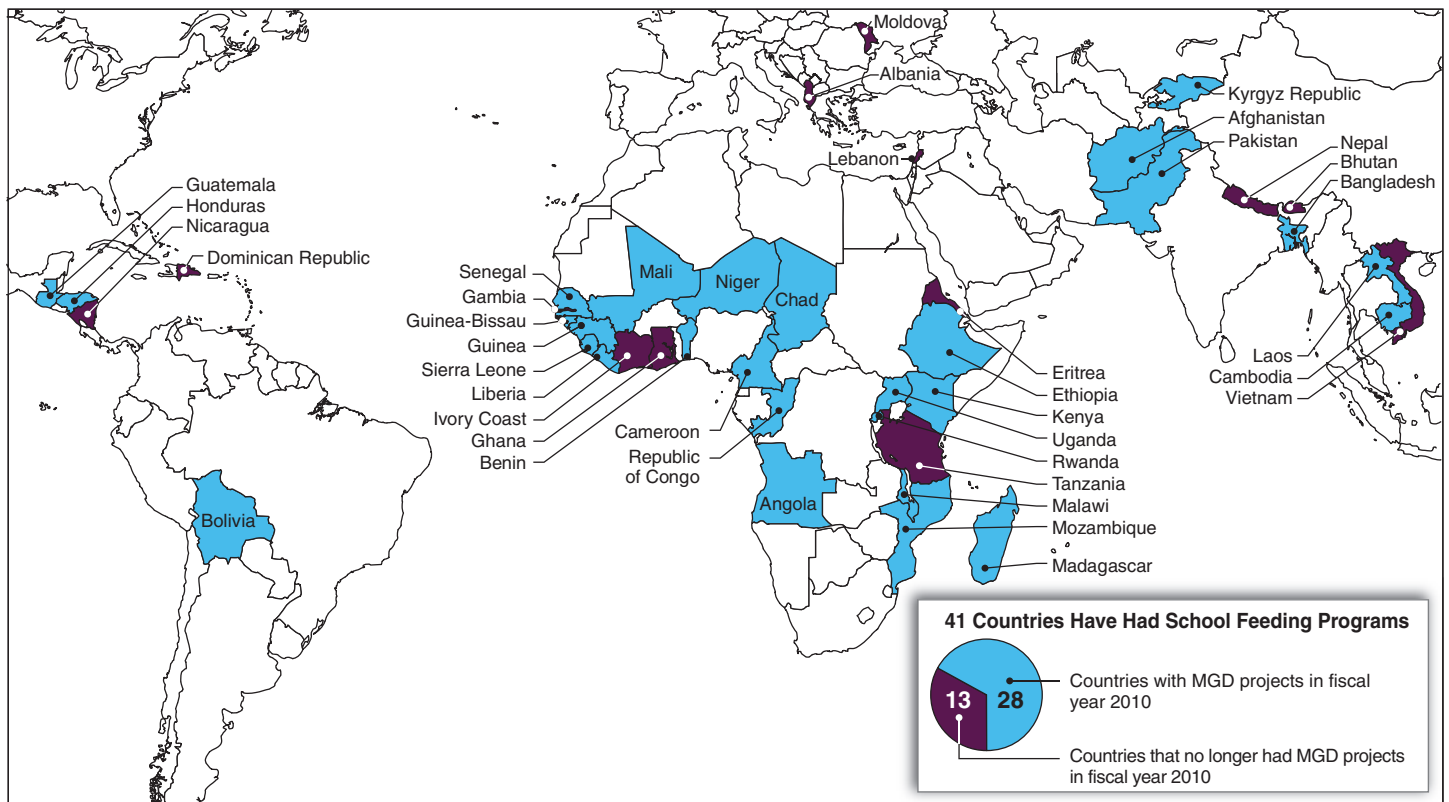 Moldova
Albania
Kyrgyz Republic
Afghanistan
Pakistan
Lebanon
Nepal
Bhutan
Bangladesh
Guatemala
Honduras
Nicaragua
Dominican Republic
Senegal
Gambia
Guinea-Bissau
Guinea
Sierra Leone
Liberia
Ivory Coast
Ghana
Benin
Mali
Niger
Chad
Cameroon
Republic
of Congo
Angola
Bolivia
Eritrea
Ethiopia
Kenya
Uganda
Rwanda
Tanzania
Malawi
Mozambique
Madagascar
Laos
Cambodia
Vietnam
41 Countries Have Had School Feeding Programs
13
28
Countries with MGD projects in fiscal
year 2010
Countries that no longer had MGD projects
in fiscal year 2010